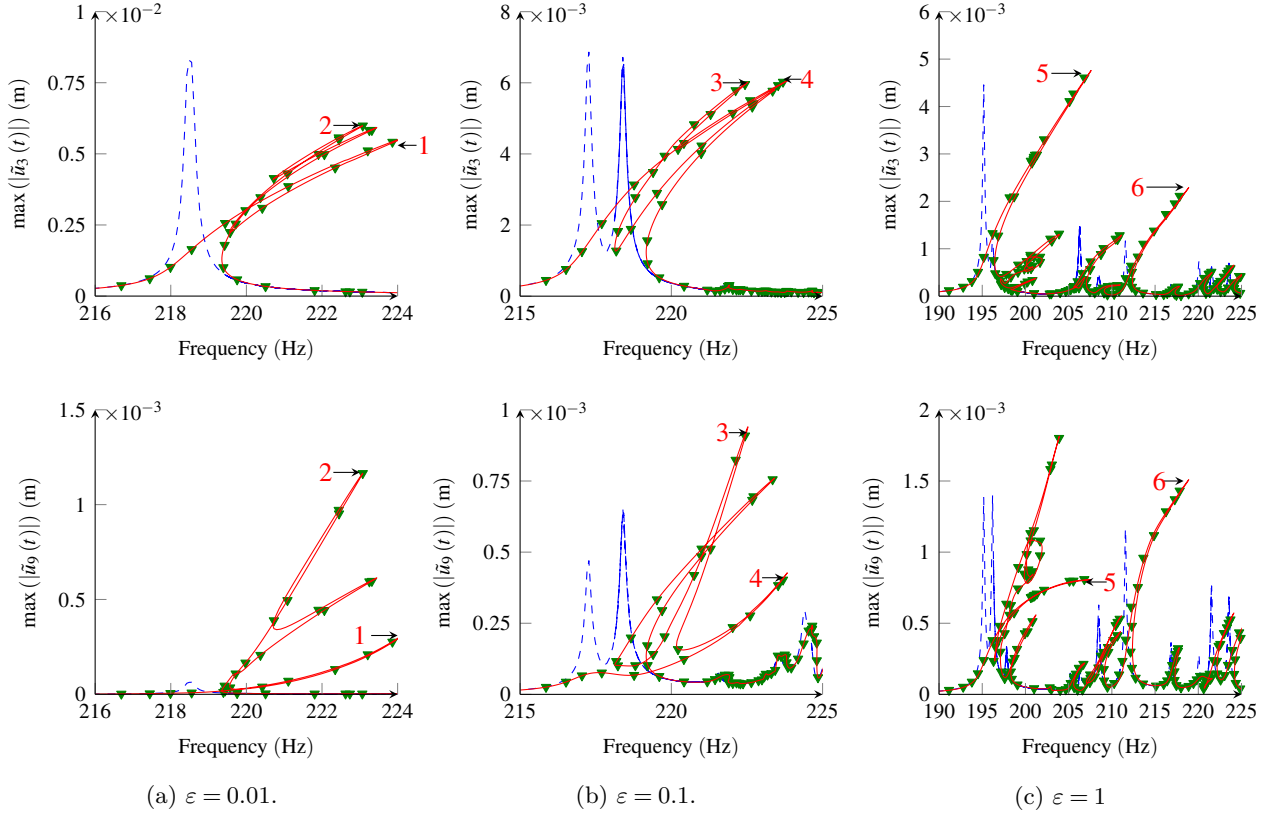 ×10⁻²
1
0.75
0.5
0.25
0
216 218 220 222 224
Frequency (Hz)
max (|ũ₃ (t)|) (m)
2
1
×10⁻³
8
6
4
2
0
215 220 225
Frequency (Hz)
max (|ũ₃ (t)|) (m)
3
4
×10⁻³
6
5
4
3
2
1
0
190 195 200 205 210 215 220 225
Frequency (Hz)
max (|ũ₃ (t)|) (m)
5
6
×10⁻³
1.5
1
0.5
0
216 218 220 222 224
Frequency (Hz)
max (|ũ₉ (t)|) (m)
2
1
×10⁻³
1
0.75
0.5
0.25
0
215 220 225
Frequency (Hz)
max (|ũ₉ (t)|) (m)
3
4
×10⁻³
2
1.5
1
0.5
0
190 195 200 205 210 215 220 225
Frequency (Hz)
max (|ũ₉ (t)|) (m)
6
5
(a) ε = 0.01.
(b) ε = 0.1.
(c) ε = 1